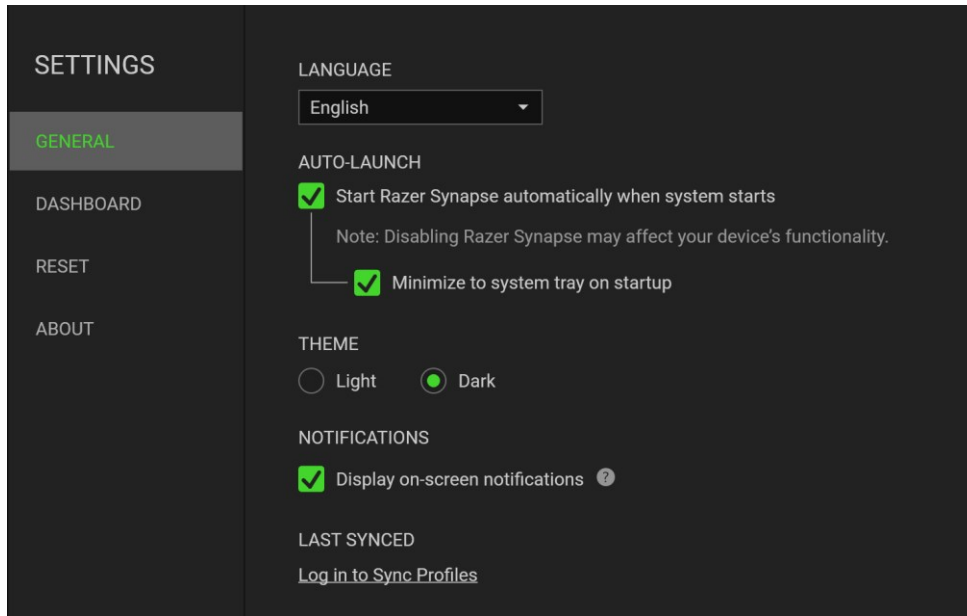 SETTINGS
GENERAL
DASHBOARD
RESET
ABOUT
LANGUAGE
English
AUTO-LAUNCH
Start Razer Synapse automatically when system starts
Note: Disabling Razer Synapse may affect your device’s functionality.
Minimize to system tray on startup
THEME
Light Dark
NOTIFICATIONS
Display on-screen notifications ?
LAST SYNCED
Log in to Sync Profiles